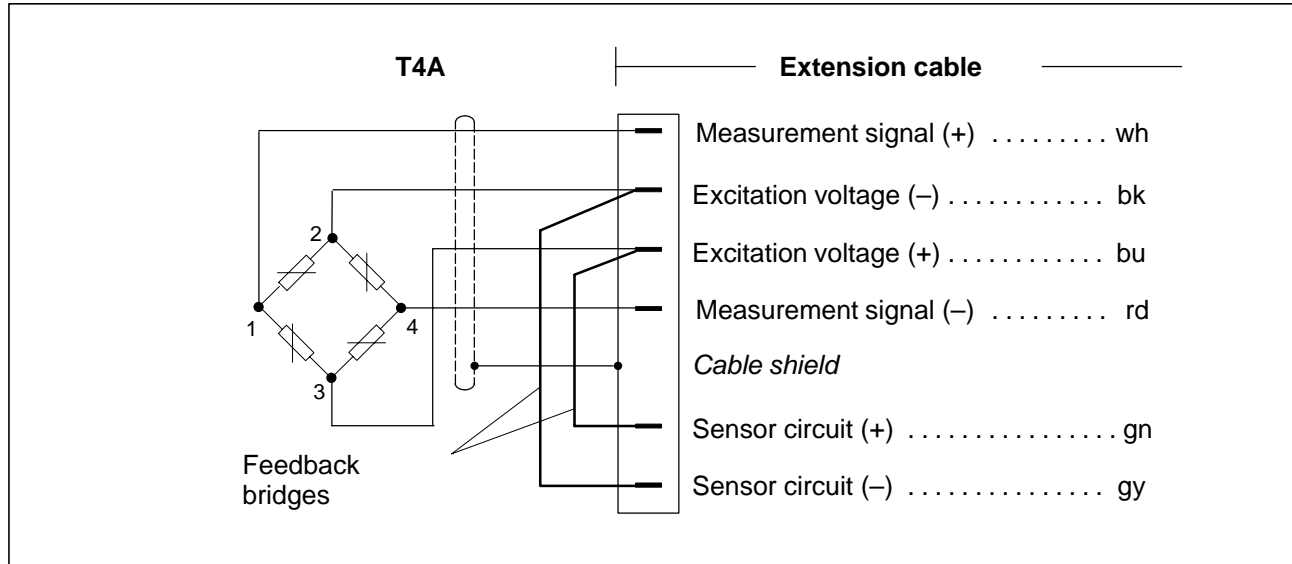 T4A
Extension cable
Measurement signal (+) . . . . . . . . . wh
Excitation voltage (–) . . . . . . . . . . . . bk
2
Excitation voltage (+) . . . . . . . . . . . . bu
1
4
Measurement signal (–) . . . . . . . . . rd
3
Cable shield
Sensor circuit (+) . . . . . . . . . . . . . . . . gn
Feedback
bridges
Sensor circuit (–) . . . . . . . . . . . . . . . gy